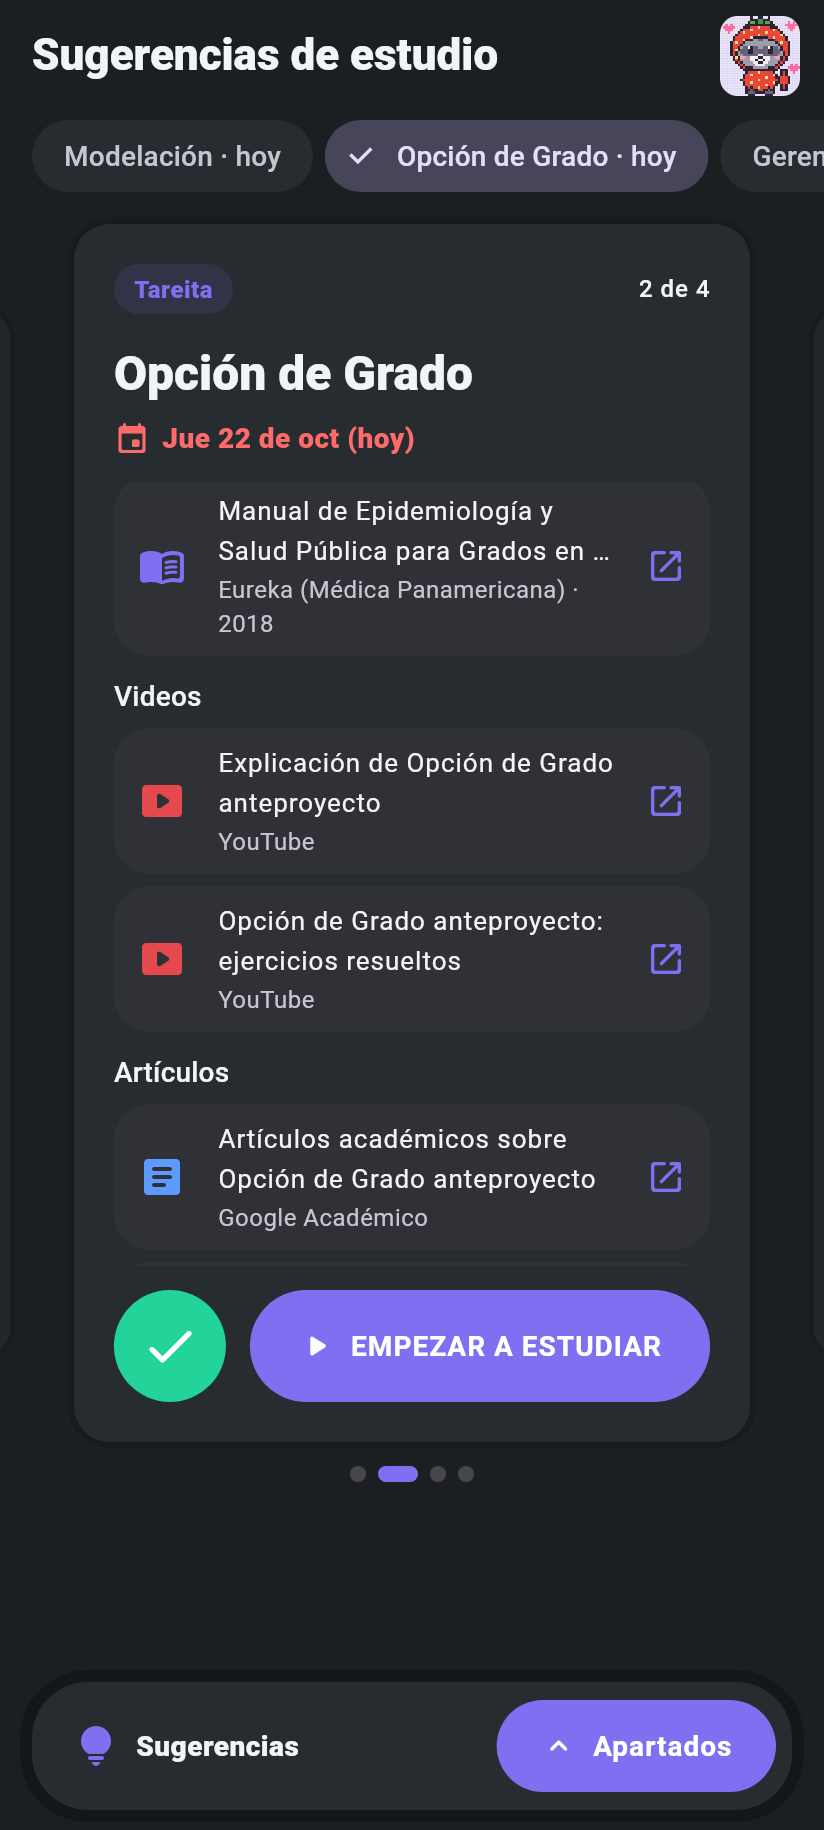 Sugerencias de estudio
Modelación · hoy
Opción de Grado · hoy
Geren
Tareita
2 de 4
Opción de Grado
Jue 22 de oct (hoy)
Manual de Epidemiología y
Salud Pública para Grados en ...
Eureka (Médica Panamericana) ·
2018
Videos
Explicación de Opción de Grado
anteproyecto
YouTube
Opción de Grado anteproyecto:
ejercicios resueltos
YouTube
Artículos
Artículos académicos sobre
Opción de Grado anteproyecto
Google Académico
EMPEZAR A ESTUDIAR
Sugerencias
Apartados